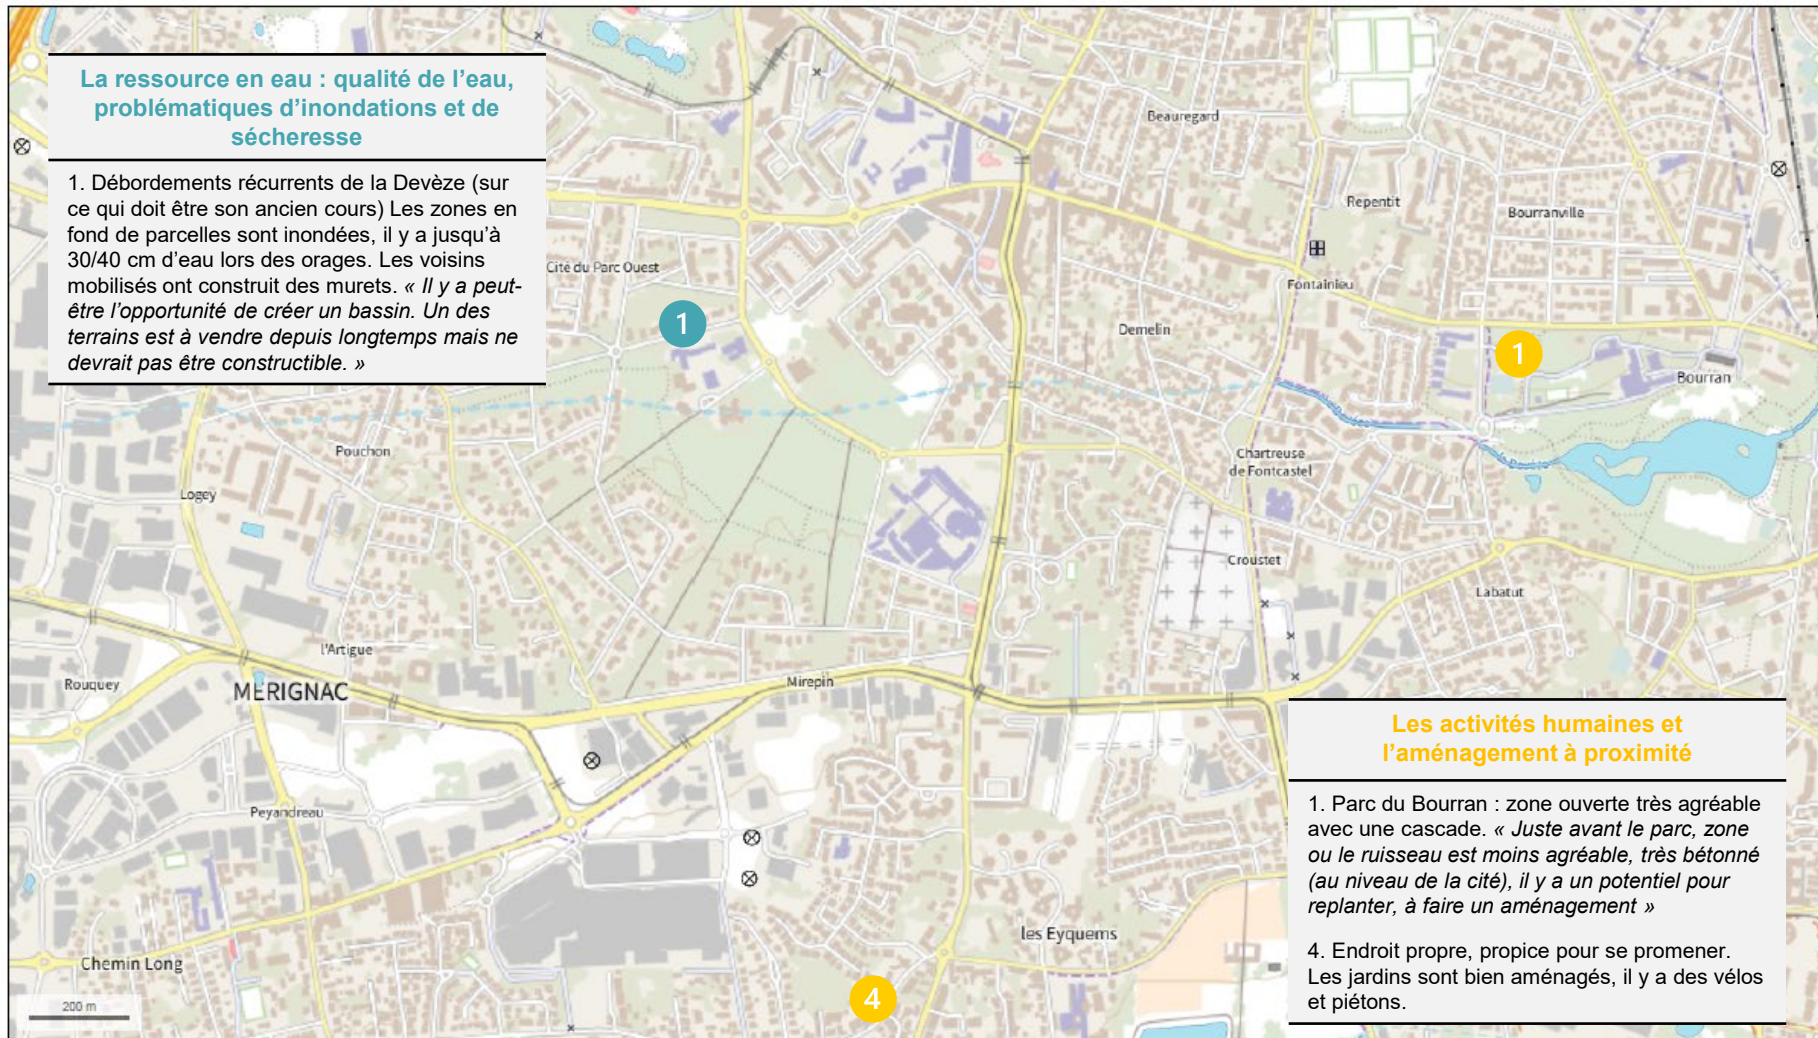 La ressource en eau : qualité de l’eau,
problématiques d’inondations et de
sécheresse
1. Débordements récurrents de la Devèze (sur
ce qui doit être son ancien cours) Les zones en
fond de parcelles sont inondées, il y a jusqu’à
30/40 cm d’eau lors des orages. Les voisins
mobilisés ont construit des murets. « Il y a peut-
être l’opportunité de créer un bassin. Un des
terrains est à vendre depuis longtemps mais ne
devrait pas être constructible. »
Beauregard
Repentit
Bourranville
Cité du Parc Ouest
Fontainieu
1
Demelin
1
Bourran
Pouchon
Chartreuse
de Fontcastel
Logey
Croustet
Labatut
l'Artigue
Rouquey
MERIGNAC
Mirepin
Peyandreau
les Eyquems
Chemin Long
4
200 m
Les activités humaines et
l’aménagement à proximité
1. Parc du Bourran : zone ouverte très agréable
avec une cascade. « Juste avant le parc, zone
ou le ruisseau est moins agréable, très bétonné
(au niveau de la cité), il y a un potentiel pour
replanter, à faire un aménagement »
4. Endroit propre, propice pour se promener.
Les jardins sont bien aménagés, il y a des vélos
et piétons.